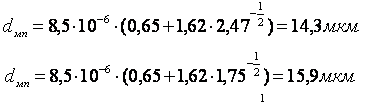 d_мп = 8,5·10⁻⁶·(0,65+1,62·2,47^(-1/2)) = 14,3 мкм
d_мп = 8,5·10⁻⁶·(0,65+1,62·1,75^(-1/2)) = 15,9 мкм
1